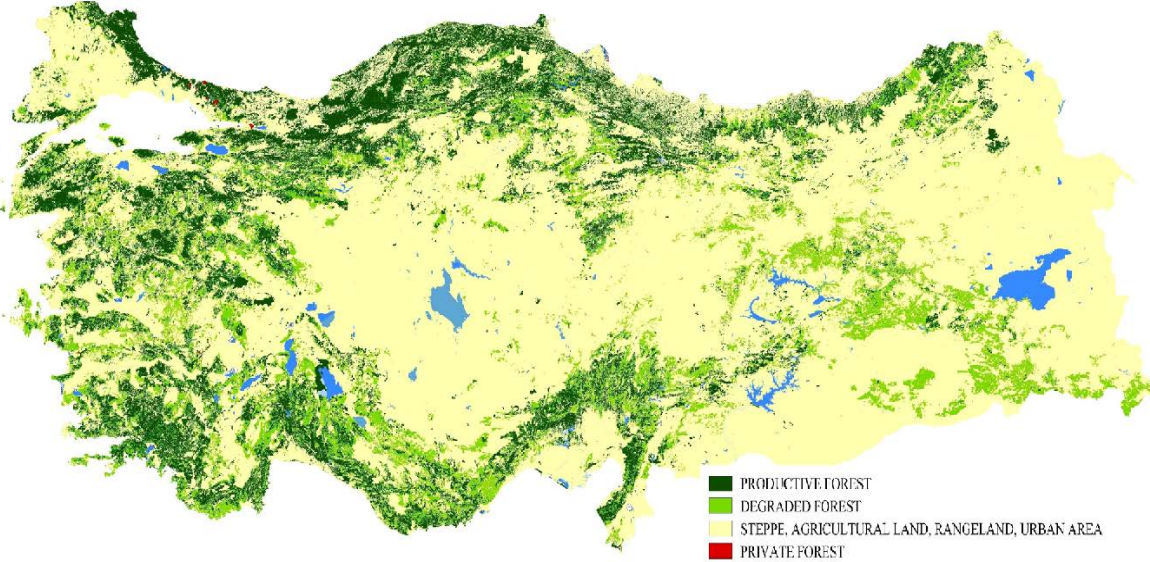 PRODUCTIVE FOREST
DEGRADED FOREST
STEPPE, AGRICULTURAL LAND, RANGELAND, URBAN AREA
PRIVATE FOREST